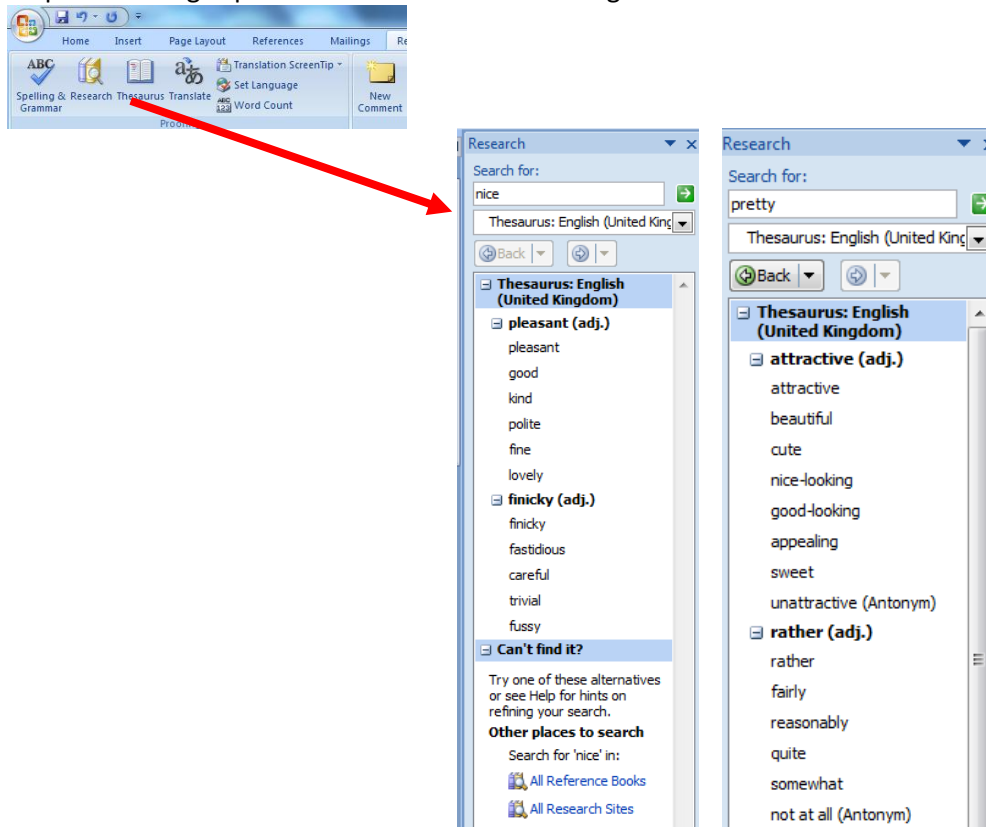 Home Insert Page Layout References Mailings Re
ABC
Spelling & Grammar
Research
Thesaurus
Translate
Translation ScreenTip
Set Language
ABC 123 Word Count
New Comment
Research
Search for:
nice
Thesaurus: English (United King
Back
Thesaurus: English
(United Kingdom)
pleasant (adj.)
pleasant
good
kind
polite
fine
lovely
finicky (adj.)
finicky
fastidious
careful
trivial
fussy
Can't find it?
Try one of these alternatives
or see Help for hints on
refining your search.
Other places to search
Search for 'nice' in:
All Reference Books
All Research Sites
Research
Search for:
pretty
Thesaurus: English (United King
Back
Thesaurus: English
(United Kingdom)
attractive (adj.)
attractive
beautiful
cute
nice-looking
good-looking
appealing
sweet
unattractive (Antonym)
rather (adj.)
rather
fairly
reasonably
quite
somewhat
not at all (Antonym)